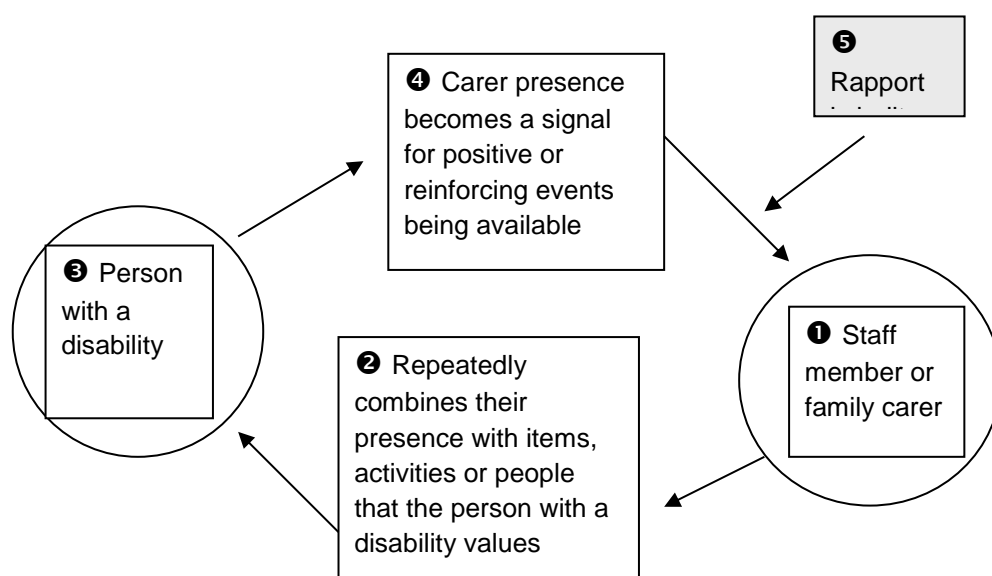 ❺
Rapport
❹ Carer presence
becomes a signal
for positive or
reinforcing events
being available
❸ Person
with a
disability
❶ Staff
member or
family carer
❷ Repeatedly
combines their
presence with items,
activities or people
that the person with a
disability values